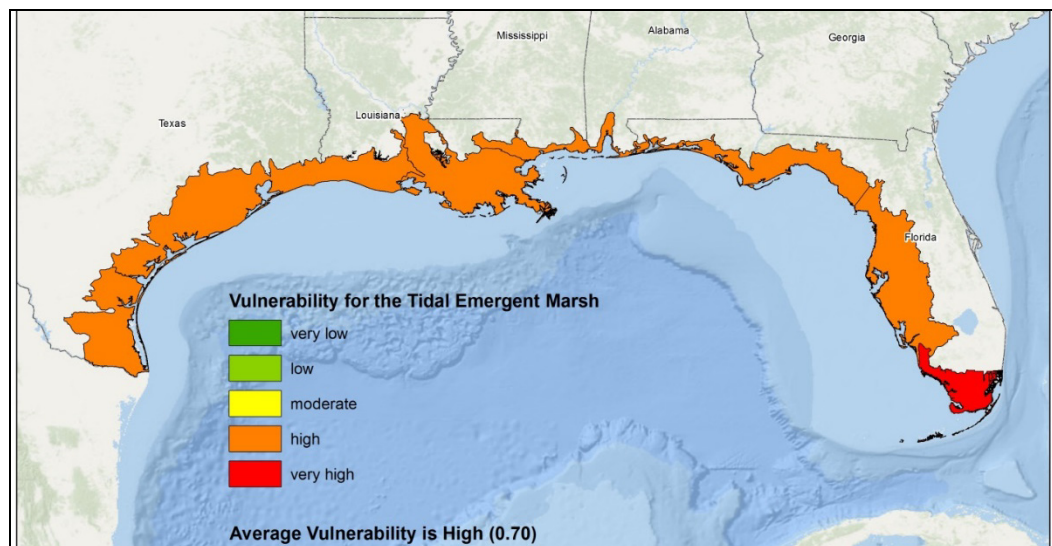 Mississippi
Alabama
Georgia
Louisiana
Texas
Florida
Vulnerability for the Tidal Emergent Marsh
very low
low
moderate
high
very high
Average Vulnerability is High (0.70)